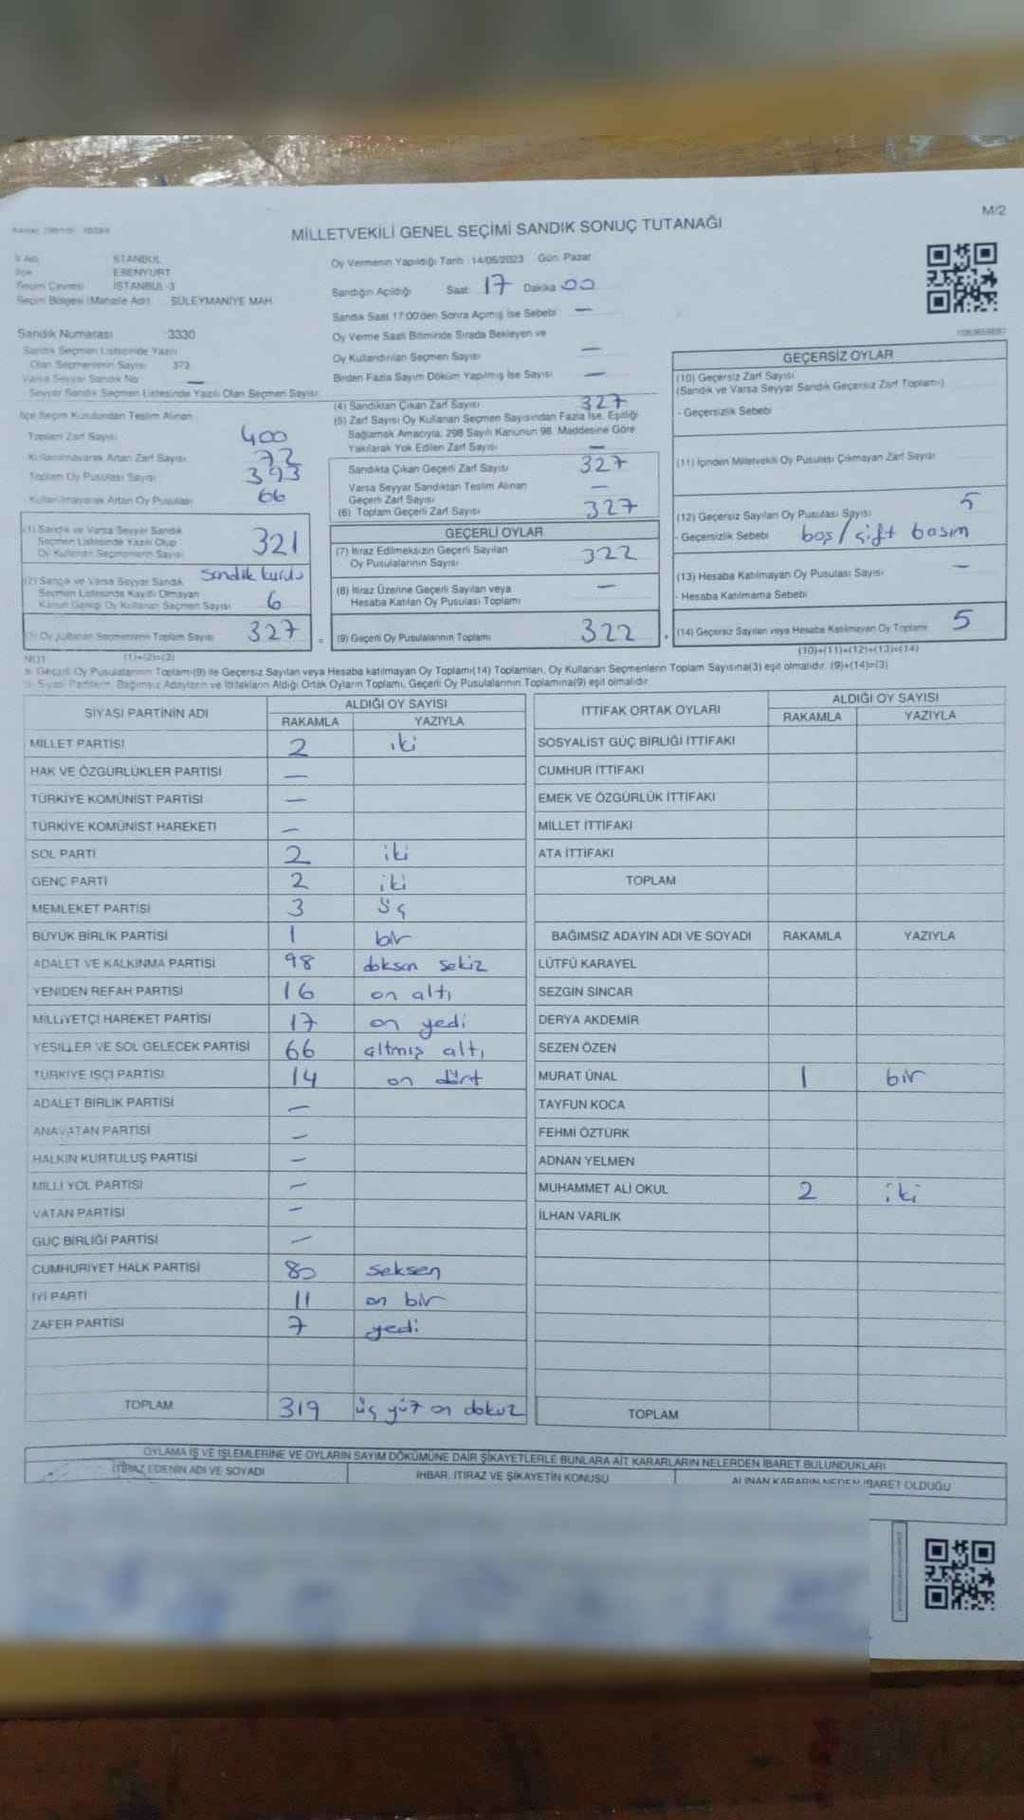 M/2
MİLLETVEKİLİ GENEL SEÇİMİ SANDIK SONUÇ TUTANAĞI
İSTANBUL
ESENYURT
Seçim Çevresi İSTANBUL-3
Seçim Bölgesi (Mahalle Adı) SÜLEYMANİYE MAH.
Sandık Numarası 3330
Sandık Seçmen Listesinde Yazılı
Olan Seçmenlerin Sayısı 373
Varsa Seyyar Sandık No —
Seyyar Sandık Seçmen Listesinde Yazılı Olan Seçmen Sayısı
İlçe Seçim Kurulundan Teslim Alınan
Toplam Zarf Sayısı 400
Kullanılmayarak Artan Zarf Sayısı 72
Toplam Oy Pusulası Sayısı 393
Kullanılmayarak Artan Oy Pusulası 66
(1) Sandık ve Varsa Seyyar Sandık
Seçmen Listesinde Yazılı Olup
Oy Kullanan Seçmenlerin Sayısı 321
(2) Sandık ve Varsa Seyyar Sandık Sandık kurulu
Seçmen Listesinde Kayıtlı Olmayan
Kanun Gereği Oy Kullanan Seçmen Sayısı 6
(3) Oy Kullanan Seçmenlerin Toplam Sayısı 327
(1)+(2)=(3)
Oy Vermenin Yapıldığı Tarih : 14/05/2023 Gün: Pazar
Sandığın Açıldığı Saat: 17 Dakika 00
Sandık Saat 17:00'den Sonra Açılmış İse Sebebi —
Oy Verme Saati Bitiminde Sırada Bekleyen ve
Oy Kullandırılan Seçmen Sayısı —
Birden Fazla Sayım Döküm Yapılmış İse Sayısı —
(4) Sandıktan Çıkan Zarf Sayısı 327
(5) Zarf Sayısı Oy Kullanan Seçmen Sayısından Fazla İse, Eşitliği
Sağlamak Amacıyla, 298 Sayılı Kanunun 98. Maddesine Göre
Yakılarak Yok Edilen Zarf Sayısı —
Sandıkta Çıkan Geçerli Zarf Sayısı 327
Varsa Seyyar Sandıktan Teslim Alınan
Geçerli Zarf Sayısı —
(6) Toplam Geçerli Zarf Sayısı 327
GEÇERLİ OYLAR
(7) İtiraz Edilmeksizin Geçerli Sayılan
Oy Pusulalarının Sayısı 322
(8) İtiraz Üzerine Geçerli Sayılan veya
Hesaba Katılan Oy Pusulası Toplamı —
(9) Geçerli Oy Pusulalarının Toplamı 322
GEÇERSİZ OYLAR
(10) Geçersiz Zarf Sayısı
(Sandık ve Varsa Seyyar Sandık Geçersiz Zarf Toplamı)
- Geçersizlik Sebebi
(11) İçinden Milletvekili Oy Pusulası Çıkmayan Zarf Sayısı
(12) Geçersiz Sayılan Oy Pusulası Sayısı 5
- Geçersizlik Sebebi boş/çift basım
(13) Hesaba Katılmayan Oy Pusulası Sayısı —
- Hesaba Katılmama Sebebi
(14) Geçersiz Sayılan veya Hesaba Katılmayan Oy Toplamı 5
(10)+(11)+(12)+(13)=(14)
NOT
Geçerli Oy Pusulaları Toplamı(9) ile Geçersiz Sayılan veya Hesaba katılmayan Oy Toplamı(14) Toplamları, Oy Kullanan Seçmenlerin Toplam Sayısına(3) eşit olmalıdır. (9)+(14)=(3)
Siyasi Partilerin, Bağımsız Adayların ve İttifakların Aldığı Ortak Oyların Toplamı, Geçerli Oy Pusulalarının Toplamına(9) eşit olmalıdır.
SİYASİ PARTİNİN ADI ALDIĞI OY SAYISI
RAKAMLA YAZIYLA
MİLLET PARTİSİ 2 iki
HAK VE ÖZGÜRLÜKLER PARTİSİ —
TÜRKİYE KOMÜNİST PARTİSİ —
TÜRKİYE KOMÜNİST HAREKETİ —
SOL PARTİ 2 iki
GENÇ PARTİ 2 iki
MEMLEKET PARTİSİ 3 üç
BÜYÜK BİRLİK PARTİSİ 1 bir
ADALET VE KALKINMA PARTİSİ 98 doksan sekiz
YENİDEN REFAH PARTİSİ 16 on altı
MİLLİYETÇİ HAREKET PARTİSİ 17 on yedi
YEŞİLLER VE SOL GELECEK PARTİSİ 66 altmış altı
TÜRKİYE İŞÇİ PARTİSİ 14 on dört
ADALET BİRLİK PARTİSİ —
ANAVATAN PARTİSİ —
HALKIN KURTULUŞ PARTİSİ —
MİLLİ YOL PARTİSİ —
VATAN PARTİSİ —
GÜÇ BİRLİĞİ PARTİSİ —
CUMHURİYET HALK PARTİSİ 80 seksen
İYİ PARTİ 11 on bir
ZAFER PARTİSİ 7 yedi
TOPLAM 319 üç yüz on dokuz
İTTİFAK ORTAK OYLARI ALDIĞI OY SAYISI
RAKAMLA YAZIYLA
SOSYALİST GÜÇ BİRLİĞİ İTTİFAKI
CUMHUR İTTİFAKI
EMEK VE ÖZGÜRLÜK İTTİFAKI
MİLLET İTTİFAKI
ATA İTTİFAKI
TOPLAM
BAĞIMSIZ ADAYIN ADI VE SOYADI RAKAMLA YAZIYLA
LÜTFÜ KARAYEL
SEZGİN SİNCAR
DERYA AKDEMİR
SEZEN ÖZEN
MURAT ÜNAL 1 bir
TAYFUN KOCA
FEHMİ ÖZTÜRK
ADNAN YELMEN
MUHAMMET ALİ OKUL 2 iki
İLHAN VARLIK
TOPLAM
OYLAMA İŞ VE İŞLEMLERİNE VE OYLARIN SAYIM DÖKÜMÜNE DAİR ŞİKAYETLERLE BUNLARA AİT KARARLARIN NELERDEN İBARET BULUNDUKLARI
İTİRAZ EDENİN ADI VE SOYADI İHBAR, İTİRAZ VE ŞİKAYETİN KONUSU ALINAN KARARIN NEDEN İBARET OLDUĞU